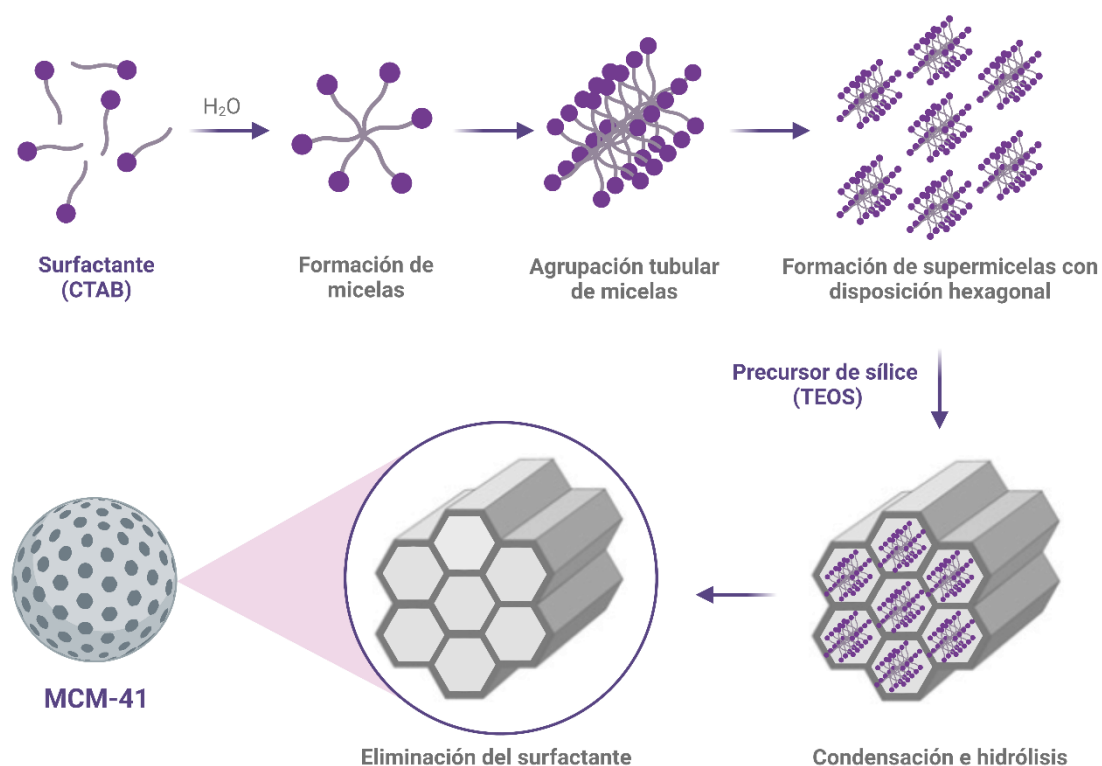 H₂O
Surfactante
(CTAB)
Formación de
micelas
Agrupación tubular
de micelas
Formación de supermicelas con
disposición hexagonal
Precursor de sílice
(TEOS)
MCM-41
Eliminación del surfactante
Condensación e hidrólisis